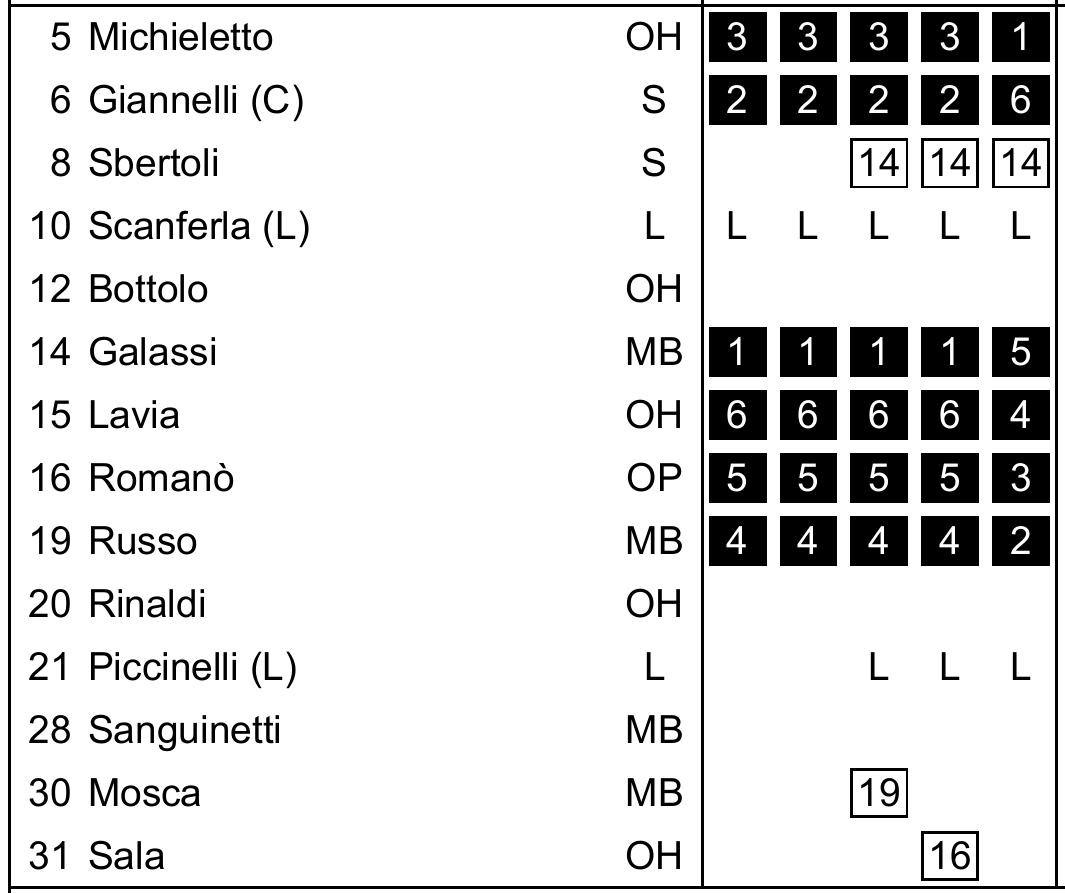 5 Michieletto OH 3 3 3 3 1
6 Giannelli (C) S 2 2 2 2 6
8 Sbertoli S 14 14 14
10 Scanferla (L) L L L L L L
12 Bottolo OH
14 Galassi MB 1 1 1 1 5
15 Lavia OH 6 6 6 6 4
16 Romanò OP 5 5 5 5 3
19 Russo MB 4 4 4 4 2
20 Rinaldi OH
21 Piccinelli (L) L L L L
28 Sanguinetti MB
30 Mosca MB 19
31 Sala OH 16